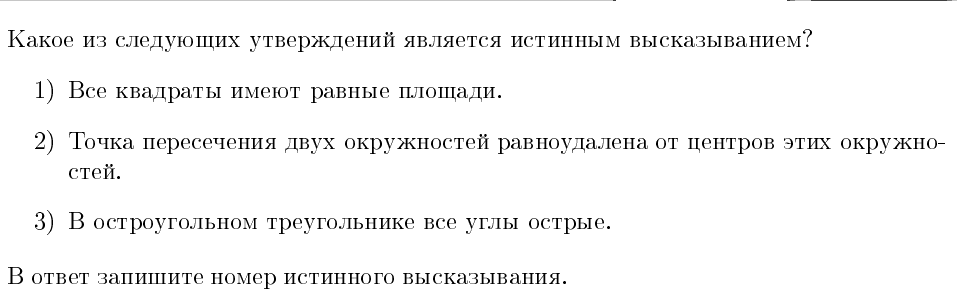 Какое из следующих утверждений является истинным высказыванием?
1) Все квадраты имеют равные площади.
2) Точка пересечения двух окружностей равноудалена от центров этих окружно-
стей.
3) В остроугольном треугольнике все углы острые.
В ответ запишите номер истинного высказывания.